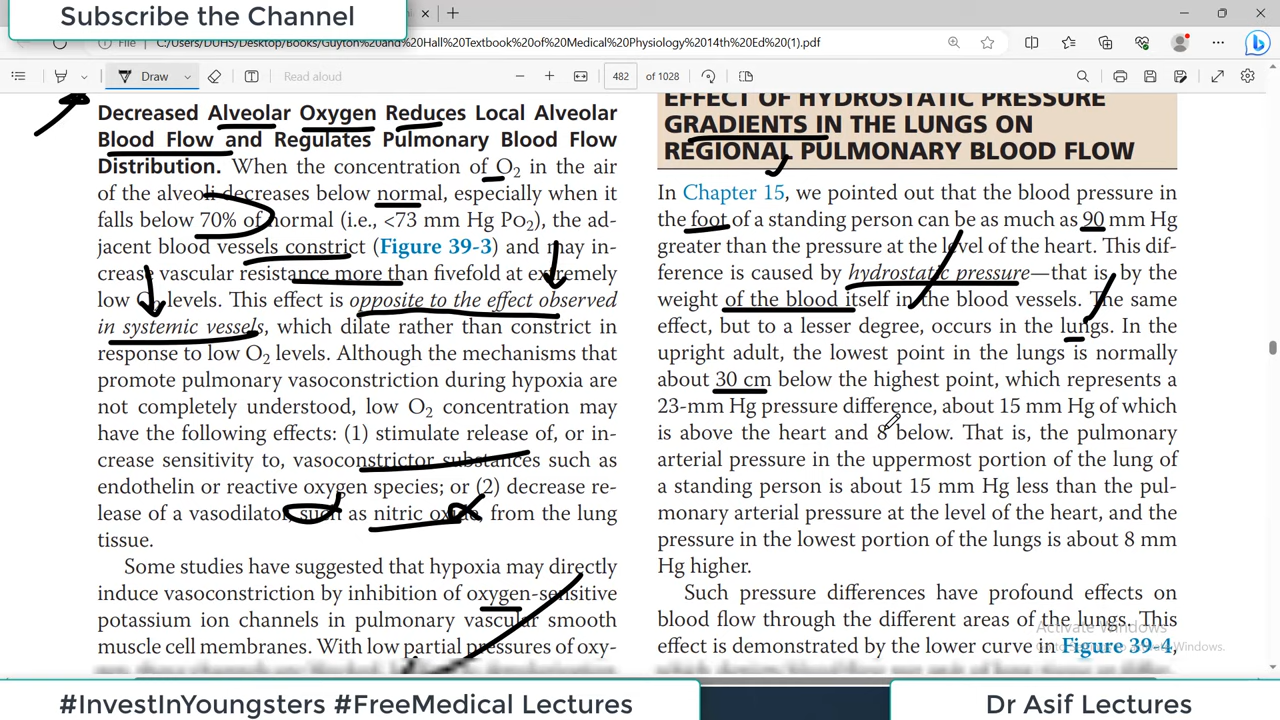 Subscribe the Channel
File
C:/Users/DUHS/Desktop/Books/Guyton%20and%20Hall%20Textbook%20of%20Medical%20Physiology%2014th%20Ed%20(1).pdf
Draw
Read aloud
482 of 1028
Decreased Alveolar Oxygen Reduces Local Alveolar
Blood Flow and Regulates Pulmonary Blood Flow
Distribution. When the concentration of O2 in the air
of the alveoli decreases below normal, especially when it
falls below 70% of normal (i.e., <73 mm Hg Po2), the ad-
jacent blood vessels constrict (Figure 39-3) and may in-
crease vascular resistance more than fivefold at extremely
low O2 levels. This effect is opposite to the effect observed
in systemic vessels, which dilate rather than constrict in
response to low O2 levels. Although the mechanisms that
promote pulmonary vasoconstriction during hypoxia are
not completely understood, low O2 concentration may
have the following effects: (1) stimulate release of, or in-
crease sensitivity to, vasoconstrictor substances such as
endothelin or reactive oxygen species; or (2) decrease re-
lease of a vasodilator, such as nitric oxide, from the lung
tissue.
Some studies have suggested that hypoxia may directly
induce vasoconstriction by inhibition of oxygen-sensitive
potassium ion channels in pulmonary vascular smooth
muscle cell membranes. With low partial pressures of oxy-
EFFECT OF HYDROSTATIC PRESSURE
GRADIENTS IN THE LUNGS ON
REGIONAL PULMONARY BLOOD FLOW
In Chapter 15, we pointed out that the blood pressure in
the foot of a standing person can be as much as 90 mm Hg
greater than the pressure at the level of the heart. This dif-
ference is caused by hydrostatic pressure—that is, by the
weight of the blood itself in the blood vessels. The same
effect, but to a lesser degree, occurs in the lungs. In the
upright adult, the lowest point in the lungs is normally
about 30 cm below the highest point, which represents a
23-mm Hg pressure difference, about 15 mm Hg of which
is above the heart and 8 below. That is, the pulmonary
arterial pressure in the uppermost portion of the lung of
a standing person is about 15 mm Hg less than the pul-
monary arterial pressure at the level of the heart, and the
pressure in the lowest portion of the lungs is about 8 mm
Hg higher.
Such pressure differences have profound effects on
blood flow through the different areas of the lungs. This
effect is demonstrated by the lower curve in Figure 39-4,
Activate Windows
Windows.
#InvestInYoungsters #FreeMedical Lectures
Dr Asif Lectures